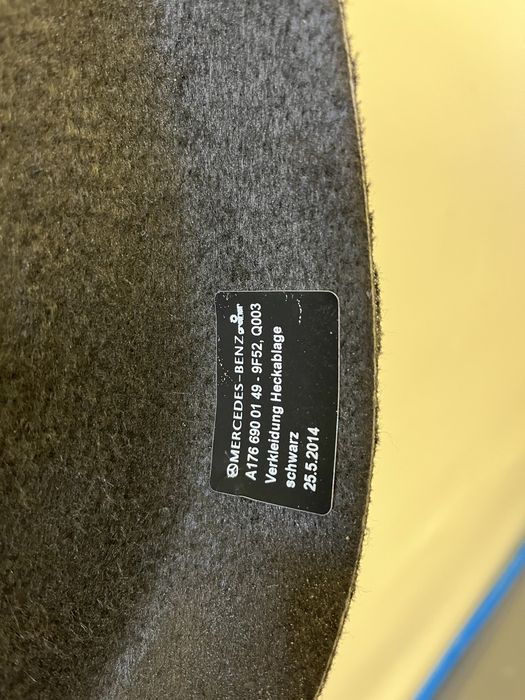 MERCEDES-BENZ
A176 690 01 49 - 9F52, Q003
Verkleidung Heckablage
schwarz
25.5.2014